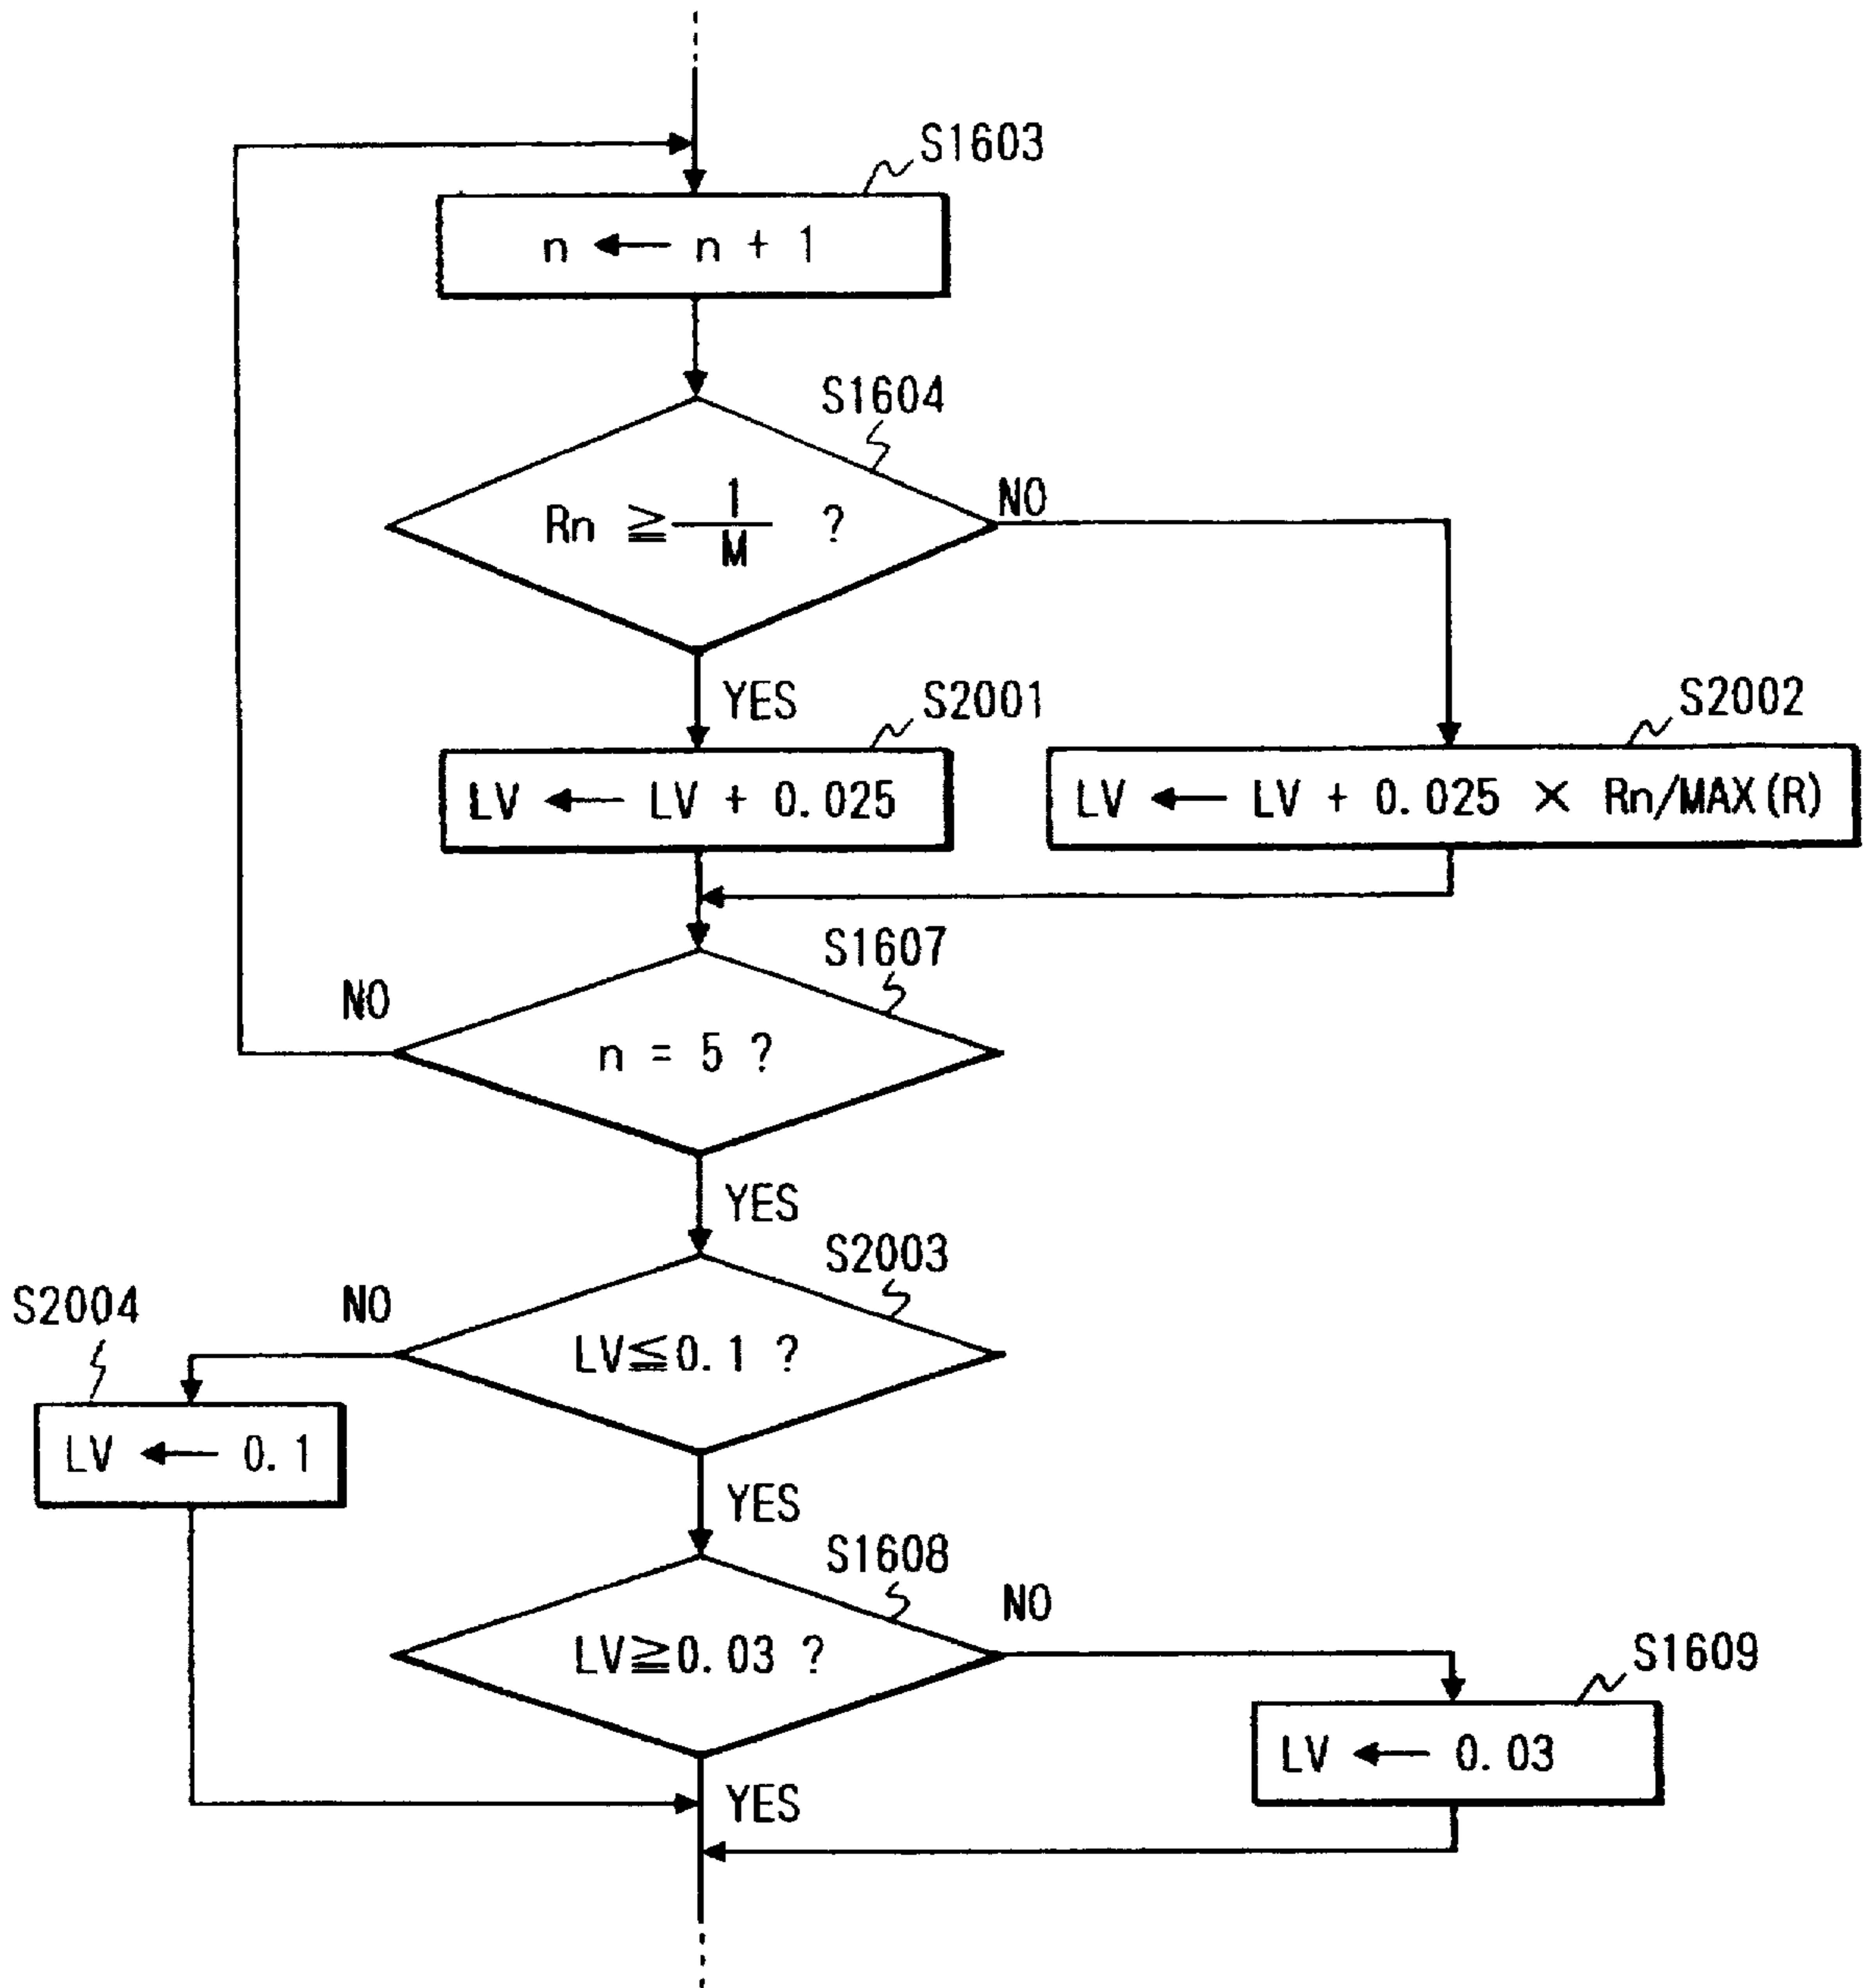 S1603
n ← n + 1
S1604
Rn ≧ 1/M ?
NO
YES
S2001
S2002
LV ← LV + 0.025
LV ← LV + 0.025 × Rn/MAX(R)
S1607
NO
n = 5 ?
YES
S2003
S2004
NO
LV≦0.1 ?
LV ← 0.1
YES
S1608
NO
LV≧0.03 ?
S1609
LV ← 0.03
YES